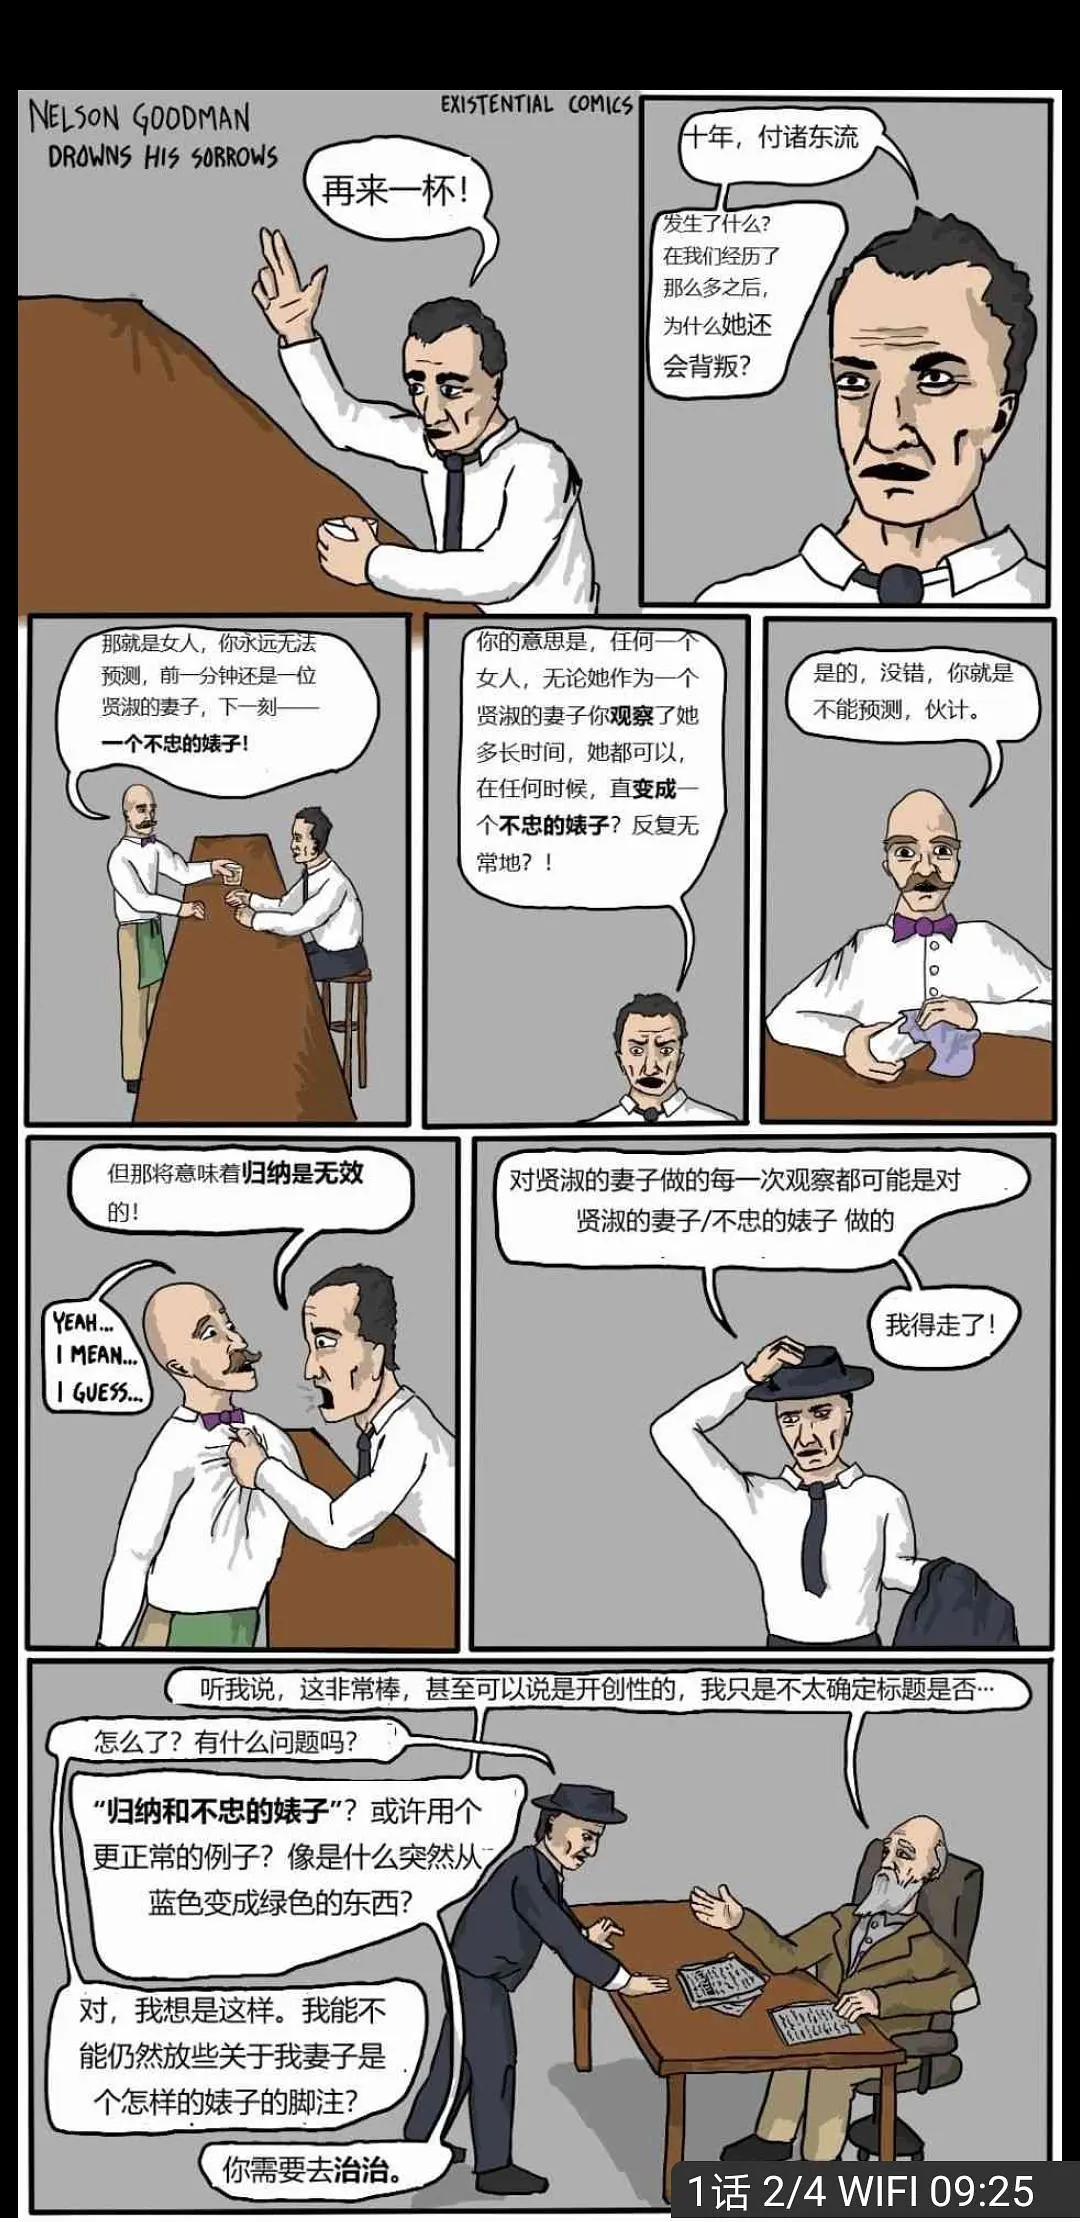 NELSON GOODMAN
DROWNS HIS SORROWS
EXISTENTIAL COMICS
再来一杯！
十年，付诸东流
发生了什么？
在我们经历了
那么多之后，
为什么她还
会背叛？
那就是女人，你永远无法
预测，前一分钟还是一位
贤淑的妻子，下一刻——
一个不忠的婊子！
你的意思是，任何一个
女人，无论她作为一个
贤淑的妻子你观察了她
多长时间，她都可以，
在任何时候，直变成一
个不忠的婊子？反复无
常地？！
是的，没错，你就是
不能预测，伙计。
但那将意味着归纳是无效
的！
YEAH...
I MEAN...
I GUESS...
对贤淑的妻子做的每一次观察都可能是对
贤淑的妻子/不忠的婊子 做的
我得走了！
听我说，这非常棒，甚至可以说是开创性的，我只是不太确定标题是否…
怎么了？有什么问题吗？
“归纳和不忠的婊子”？或许用个
更正常的例子？像是什么突然从
蓝色变成绿色的东西？
对，我想是这样。我能不
能仍然放些关于我妻子是
个怎样的婊子的脚注？
你需要去治治。
1话 2/4 WIFI 09:25